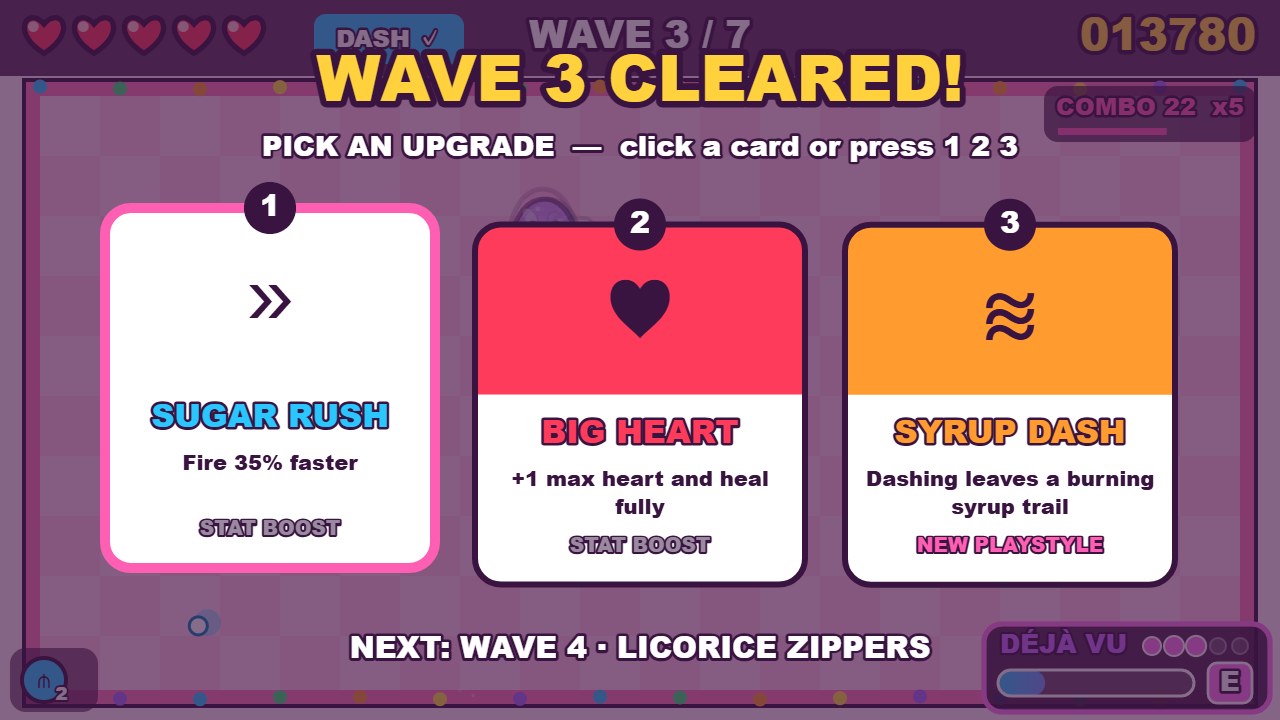 DASH ✓
WAVE 3 / 7
013780
WAVE 3 CLEARED!
COMBO 22 x5
PICK AN UPGRADE — click a card or press 1 2 3
1
2
3
SUGAR RUSH
Fire 35% faster
STAT BOOST
BIG HEART
+1 max heart and heal
fully
STAT BOOST
SYRUP DASH
Dashing leaves a burning
syrup trail
NEW PLAYSTYLE
NEXT: WAVE 4 · LICORICE ZIPPERS
DÉJÀ VU
E
2